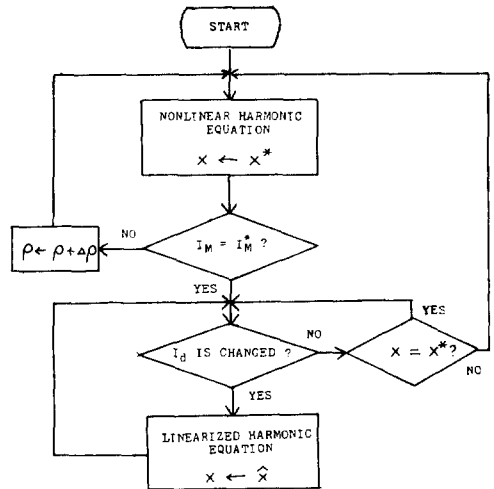 START
NONLINEAR HARMONIC
EQUATION
X ← X*
NO
ρ ← ρ + Δρ
I_M = I_M^* ?
YES
YES
I_d IS CHANGED ?
NO
X = X* ?
NO
YES
LINEARIZED HARMONIC
EQUATION
X ← X̂